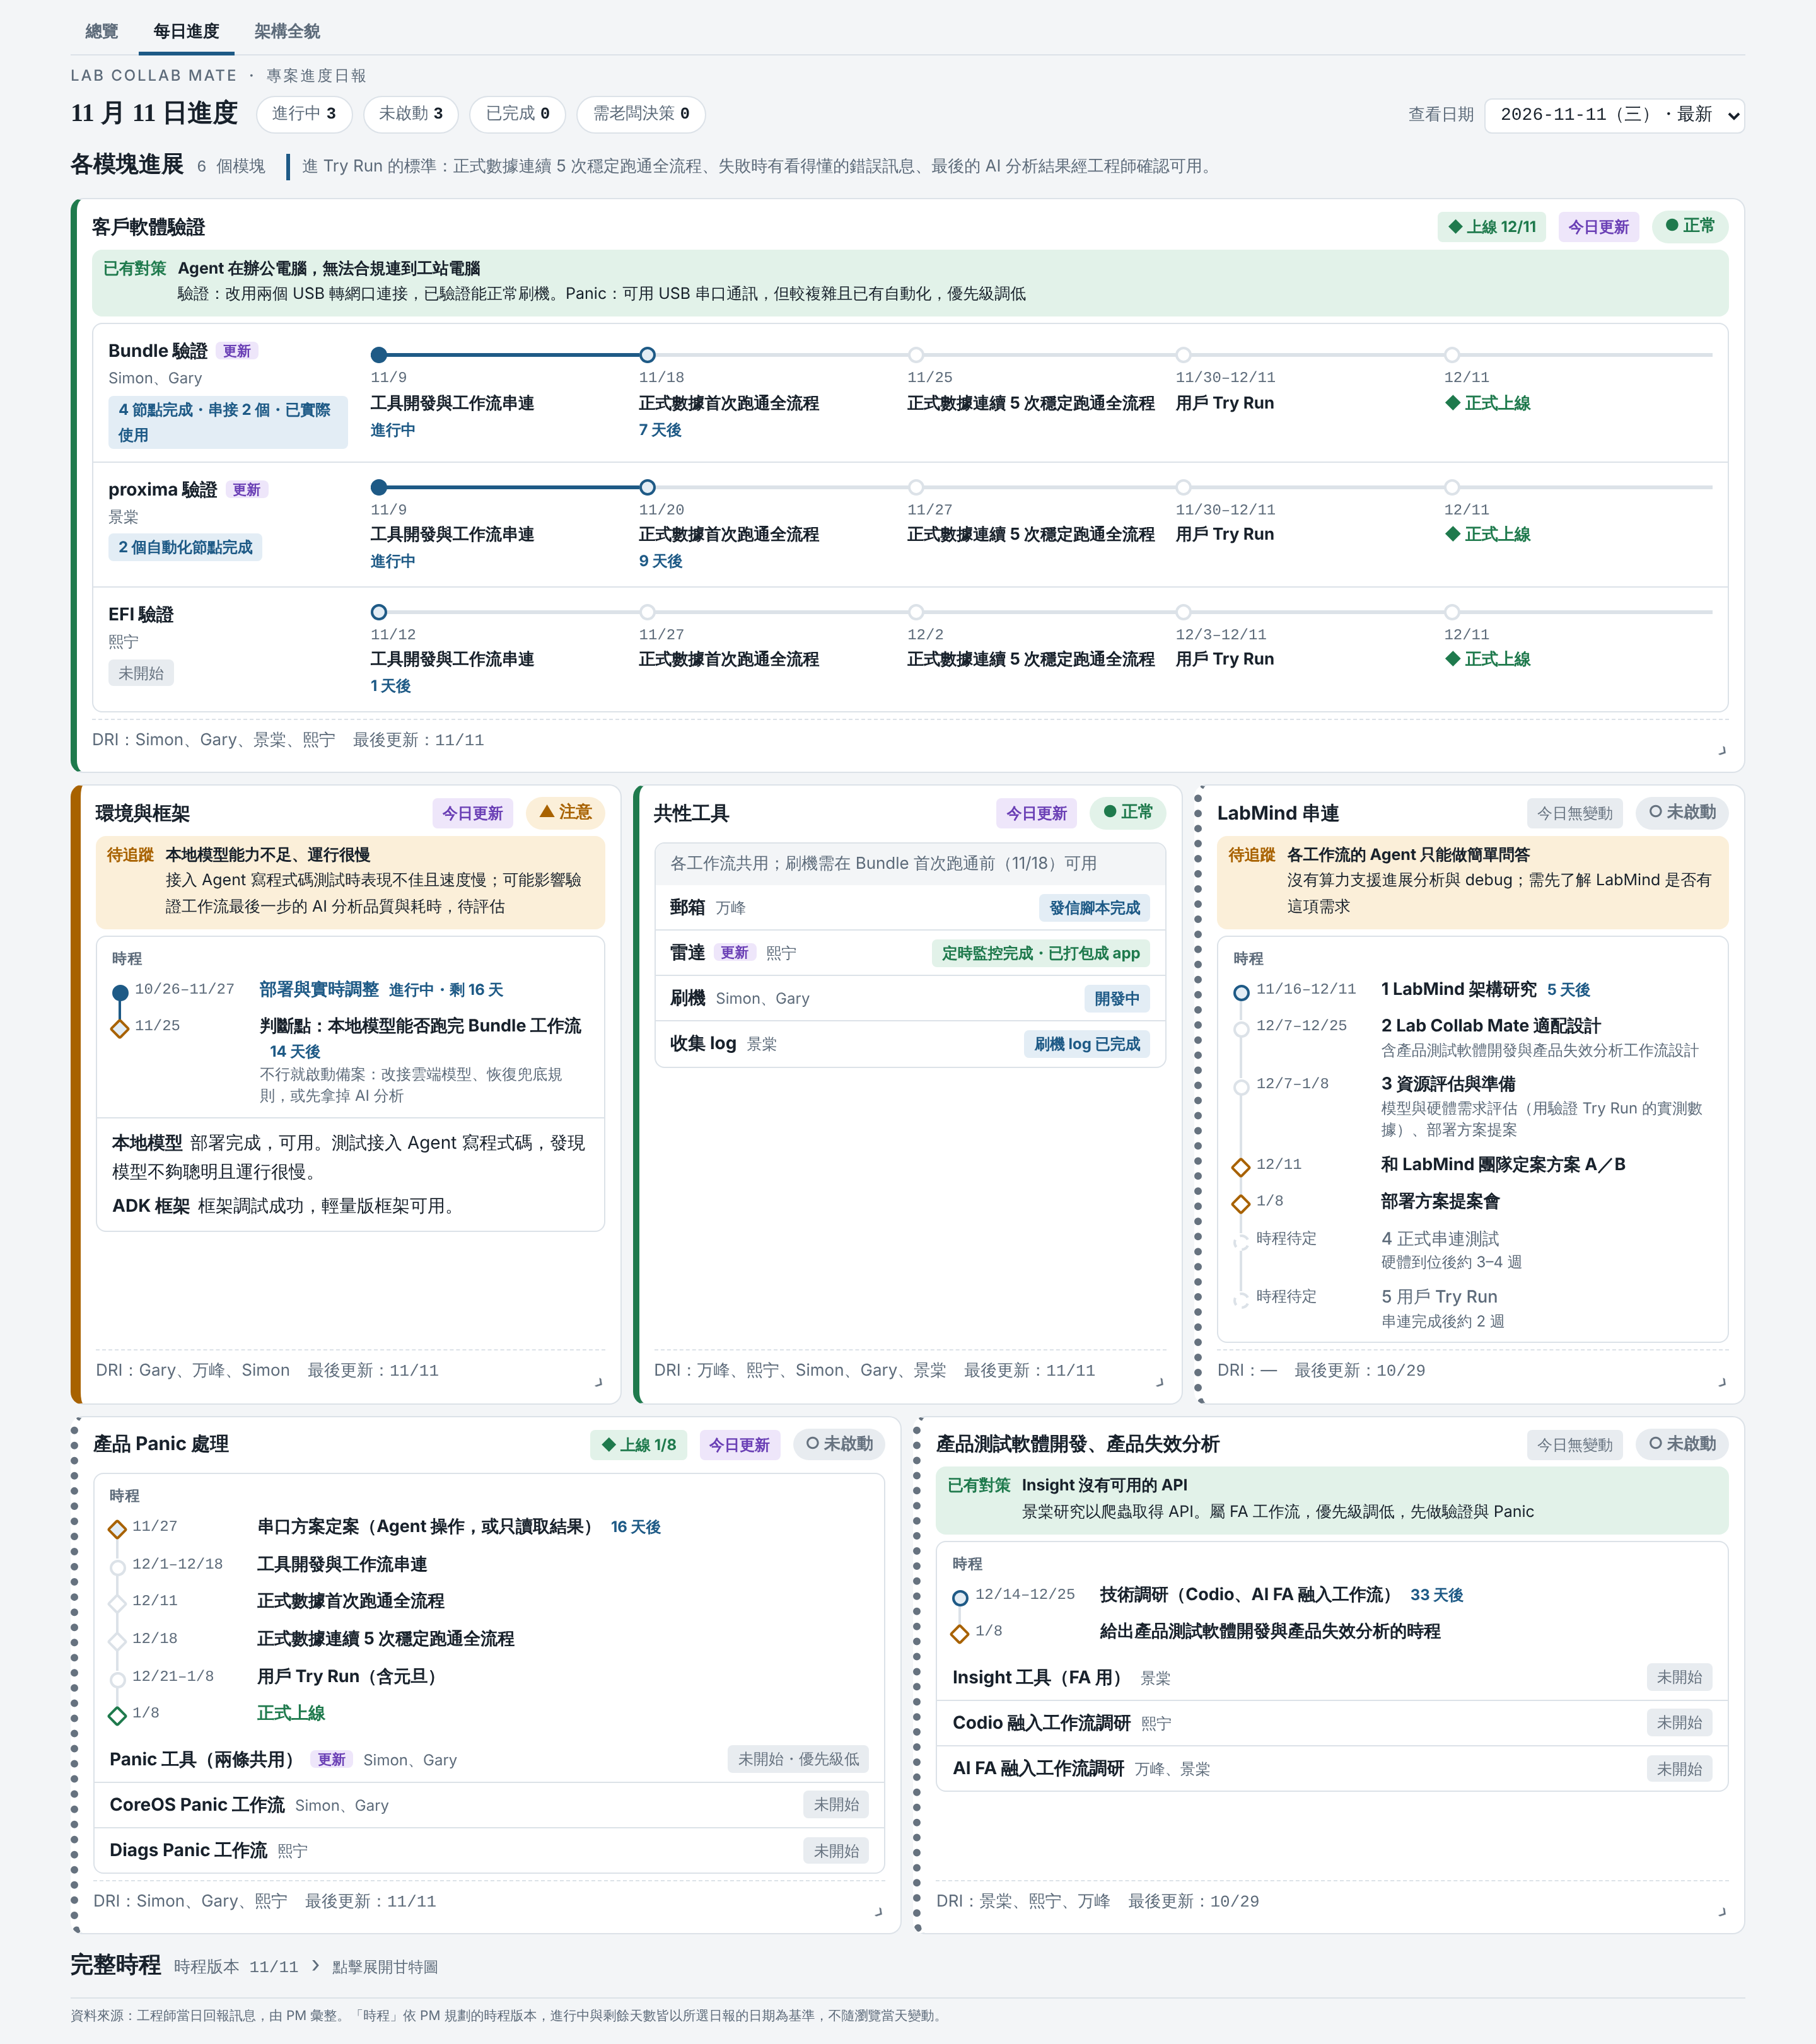 總覽 每日進度 架構全貌
LAB COLLAB MATE · 專案進度日報
11 月 11 日進度 進行中 3 未啟動 3 已完成 0 需老闆決策 0 查看日期 2026-11-11（三）· 最新
各模塊進展 6 個模塊 進 Try Run 的標準：正式數據連續 5 次穩定跑通全流程、失敗時有看得懂的錯誤訊息、最後的 AI 分析結果經工程師確認可用。
客戶軟體驗證 ◆ 上線 12/11 今日更新 ● 正常
已有對策 Agent 在辦公電腦，無法合規連到工站電腦
驗證：改用兩個 USB 轉網口連接，已驗證能正常刷機。Panic：可用 USB 串口通訊，但較複雜且已有自動化，優先級調低
Bundle 驗證 更新
Simon、Gary
4 節點完成・串接 2 個・已實際
使用
11/9 11/18 11/25 11/30–12/11 12/11
工具開發與工作流串連 正式數據首次跑通全流程 正式數據連續 5 次穩定跑通全流程 用戶 Try Run ◆ 正式上線
進行中 7 天後
proxima 驗證 更新
景棠
2 個自動化節點完成
11/9 11/20 11/27 11/30–12/11 12/11
工具開發與工作流串連 正式數據首次跑通全流程 正式數據連續 5 次穩定跑通全流程 用戶 Try Run ◆ 正式上線
進行中 9 天後
EFI 驗證
熙宁
未開始
11/12 11/27 12/2 12/3–12/11 12/11
工具開發與工作流串連 正式數據首次跑通全流程 正式數據連續 5 次穩定跑通全流程 用戶 Try Run ◆ 正式上線
1 天後
DRI：Simon、Gary、景棠、熙宁 最後更新：11/11
環境與框架 今日更新 ▲ 注意
待追蹤 本地模型能力不足、運行很慢
接入 Agent 寫程式碼測試時表現不佳且速度慢；可能影響驗
證工作流最後一步的 AI 分析品質與耗時，待評估
時程
10/26–11/27 部署與實時調整 進行中・剩 16 天
11/25 判斷點：本地模型能否跑完 Bundle 工作流
14 天後
不行就啟動備案：改接雲端模型、恢復兜底規
則，或先拿掉 AI 分析
本地模型 部署完成，可用。測試接入 Agent 寫程式碼，發現
模型不夠聰明且運行很慢。
ADK 框架 框架調試成功，輕量版框架可用。
DRI：Gary、万峰、Simon 最後更新：11/11
共性工具 今日更新 ● 正常
各工作流共用；刷機需在 Bundle 首次跑通前（11/18）可用
郵箱 万峰 發信腳本完成
雷達 更新 熙宁 定時監控完成・已打包成 app
刷機 Simon、Gary 開發中
收集 log 景棠 刷機 log 已完成
DRI：万峰、熙宁、Simon、Gary、景棠 最後更新：11/11
LabMind 串連 今日無變動 ○ 未啟動
待追蹤 各工作流的 Agent 只能做簡單問答
沒有算力支援進展分析與 debug；需先了解 LabMind 是否有
這項需求
時程
11/16–12/11 1 LabMind 架構研究 5 天後
12/7–12/25 2 Lab Collab Mate 適配設計
含產品測試軟體開發與產品失效分析工作流設計
12/7–1/8 3 資源評估與準備
模型與硬體需求評估（用驗證 Try Run 的實測數
據）、部署方案提案
12/11 和 LabMind 團隊定案方案 A／B
1/8 部署方案提案會
時程待定 4 正式串連測試
硬體到位後約 3–4 週
時程待定 5 用戶 Try Run
串連完成後約 2 週
DRI：— 最後更新：10/29
產品 Panic 處理 ◆ 上線 1/8 今日更新 ○ 未啟動
時程
11/27 串口方案定案（Agent 操作，或只讀取結果） 16 天後
12/1–12/18 工具開發與工作流串連
12/11 正式數據首次跑通全流程
12/18 正式數據連續 5 次穩定跑通全流程
12/21–1/8 用戶 Try Run（含元旦）
1/8 正式上線
Panic 工具（兩條共用） 更新 Simon、Gary 未開始・優先級低
CoreOS Panic 工作流 Simon、Gary 未開始
Diags Panic 工作流 熙宁 未開始
DRI：Simon、Gary、熙宁 最後更新：11/11
產品測試軟體開發、產品失效分析 今日無變動 ○ 未啟動
已有對策 Insight 沒有可用的 API
景棠研究以爬蟲取得 API。屬 FA 工作流，優先級調低，先做驗證與 Panic
時程
12/14–12/25 技術調研（Codio、AI FA 融入工作流） 33 天後
1/8 給出產品測試軟體開發與產品失效分析的時程
Insight 工具（FA 用） 景棠 未開始
Codio 融入工作流調研 熙宁 未開始
AI FA 融入工作流調研 万峰、景棠 未開始
DRI：景棠、熙宁、万峰 最後更新：10/29
完整時程 時程版本 11/11 › 點擊展開甘特圖
資料來源：工程師當日回報訊息，由 PM 彙整。「時程」依 PM 規劃的時程版本，進行中與剩餘天數皆以所選日報的日期為基準，不隨瀏覽當天變動。